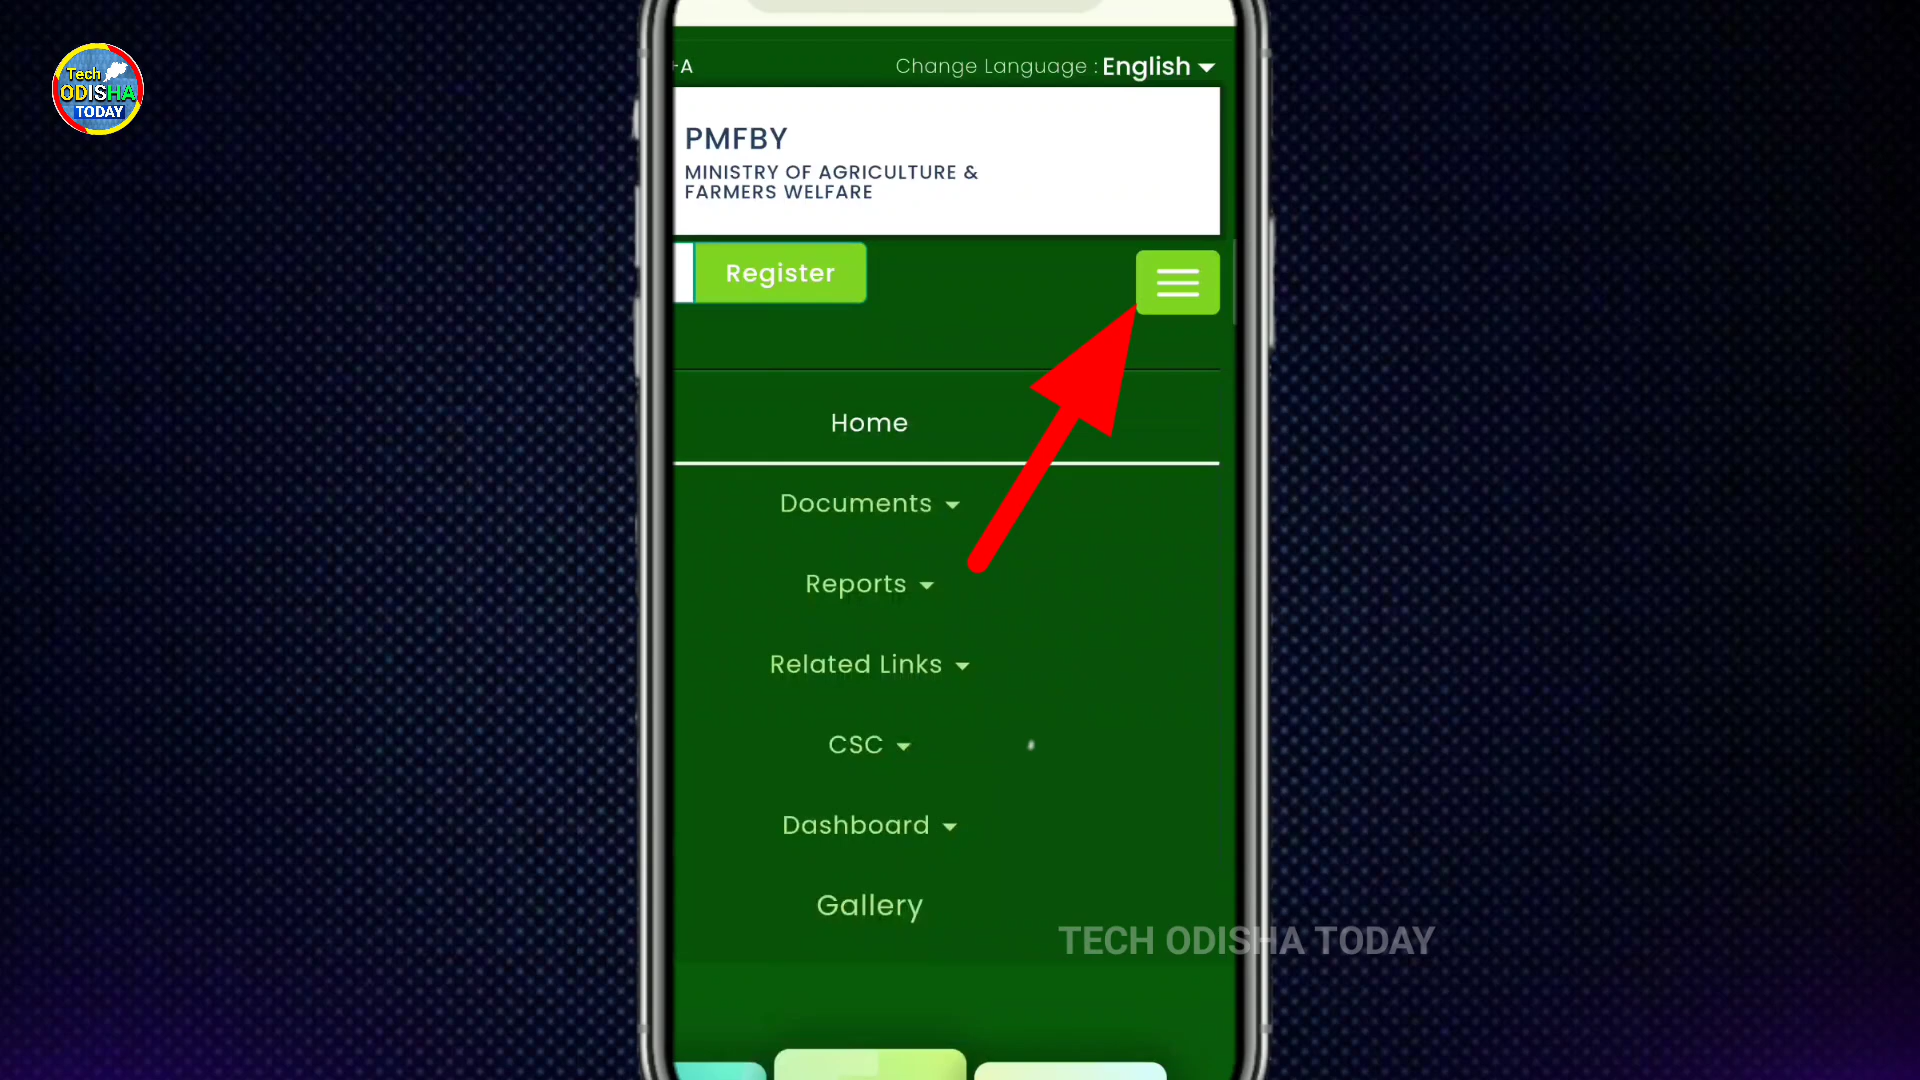 Tech
ODISHA
TODAY
-A
Change Language : English
PMFBY
MINISTRY OF AGRICULTURE &
FARMERS WELFARE
Register
Home
Documents
Reports
Related Links
CSC
Dashboard
Gallery
TECH ODISHA TODAY